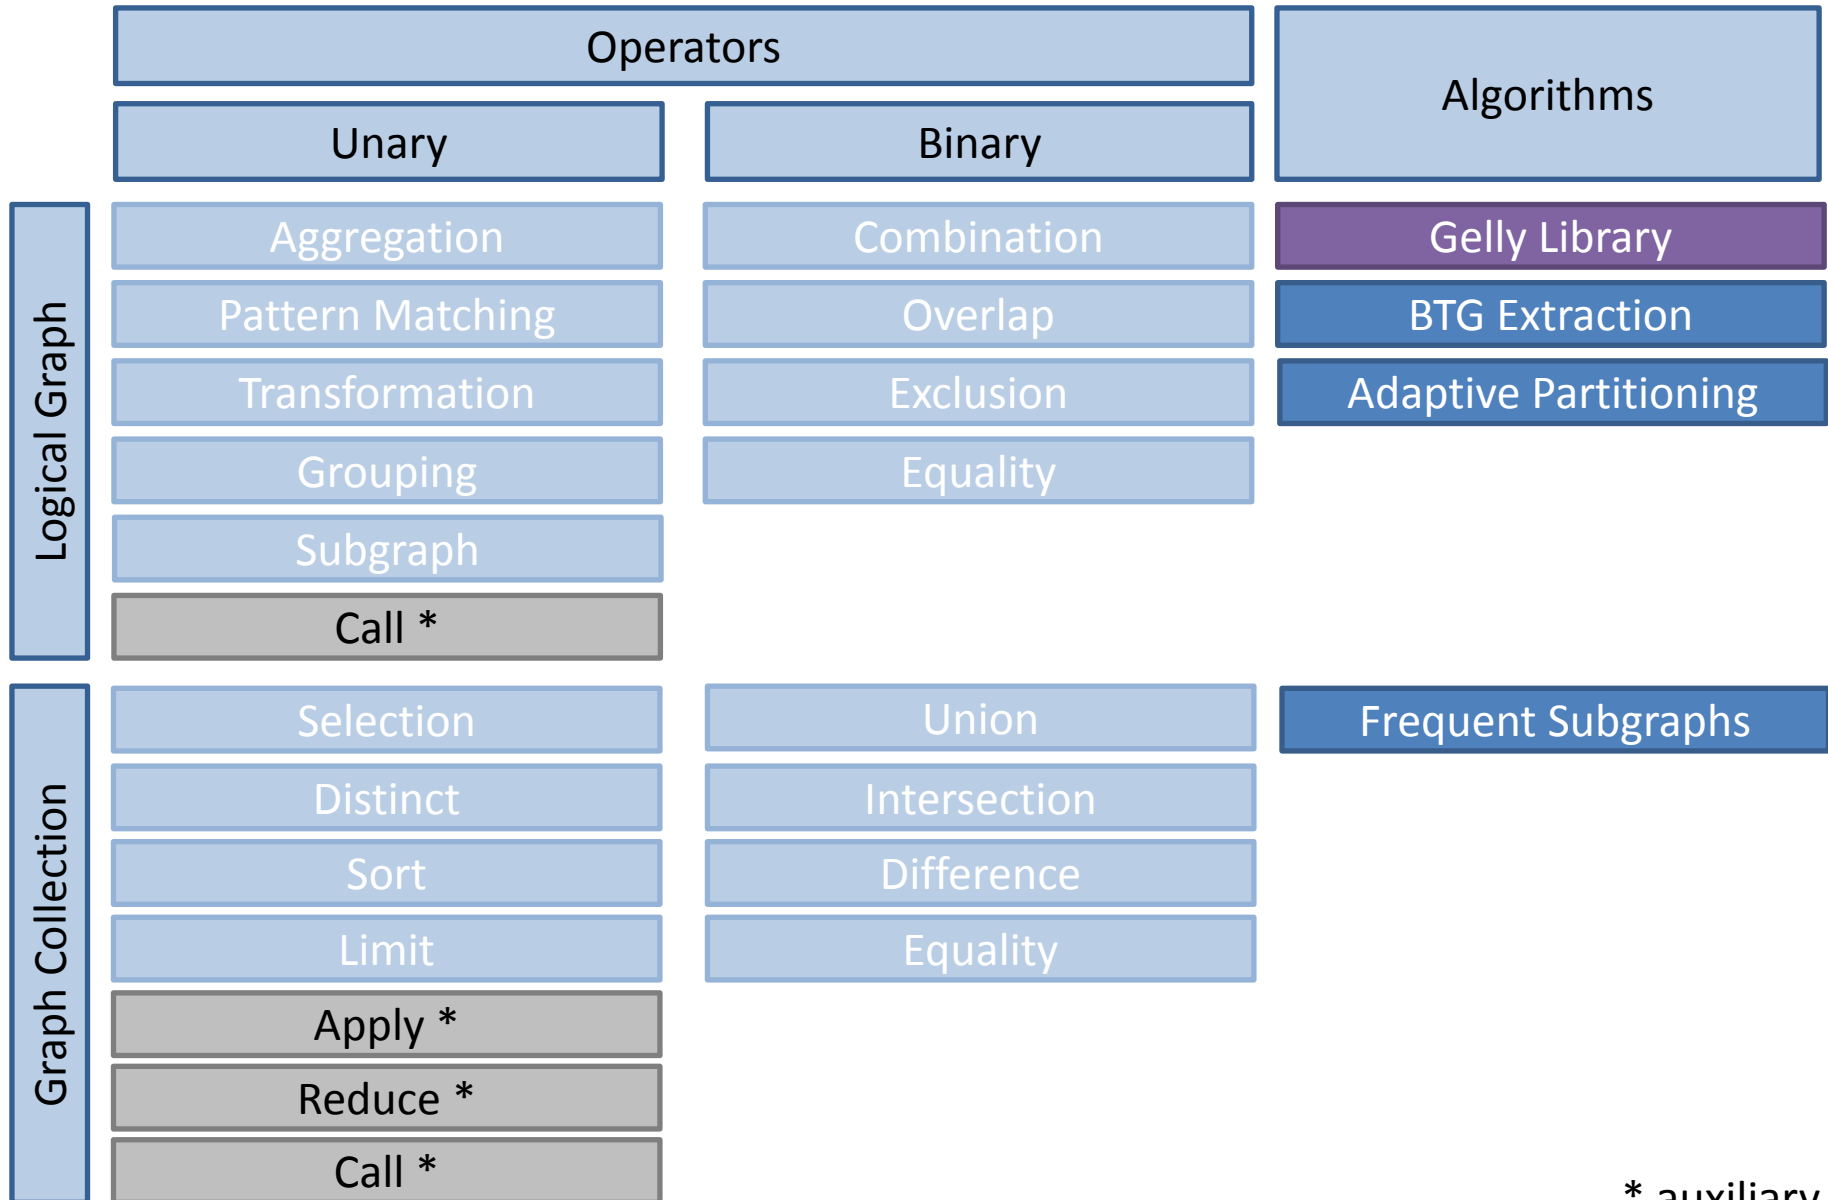 Operators
Algorithms
Unary
Binary
Logical Graph
Aggregation
Combination
Gelly Library
Pattern Matching
Overlap
BTG Extraction
Transformation
Exclusion
Adaptive Partitioning
Grouping
Equality
Subgraph
Call *
Graph Collection
Selection
Union
Frequent Subgraphs
Distinct
Intersection
Sort
Difference
Limit
Equality
Apply *
Reduce *
Call *
* auxiliary